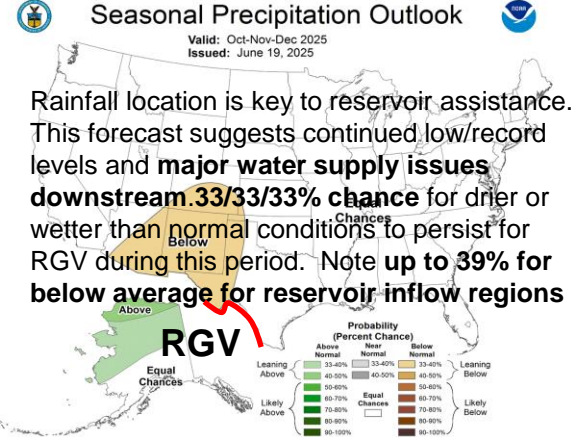 Seasonal Precipitation Outlook
Valid: Oct-Nov-Dec 2025
Issued: June 19, 2025
NOAA
Rainfall location is key to reservoir assistance.
This forecast suggests continued low/record
levels and major water supply issues
downstream.33/33/33% chance for drier or
wetter than normal conditions to persist for
RGV during this period. Note up to 39% for
below average for reservoir inflow regions
Equal
Chances
Below
Above
RGV
Equal
Chances
Probability
(Percent Chance)
Above Normal
Near Normal
Below Normal
Leaning Above
33-40% 33-40% 33-40%
40-50% 40-50% 40-50%
Leaning Below
50-60% 50-60%
Likely Above
60-70% Equal Chances 60-70%
70-80% 70-80%
Likely Below
80-90% 80-90%
90-100% 90-100%